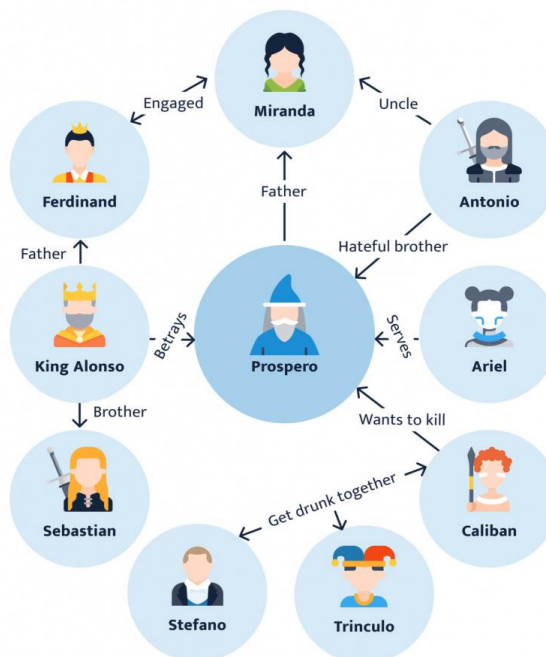 Miranda
Engaged
Uncle
Ferdinand
Father
Antonio
Father
Hateful brother
King Alonso
Betrays
Prospero
Serves
Ariel
Brother
Wants to kill
Sebastian
Get drunk together
Caliban
Stefano
Trinculo